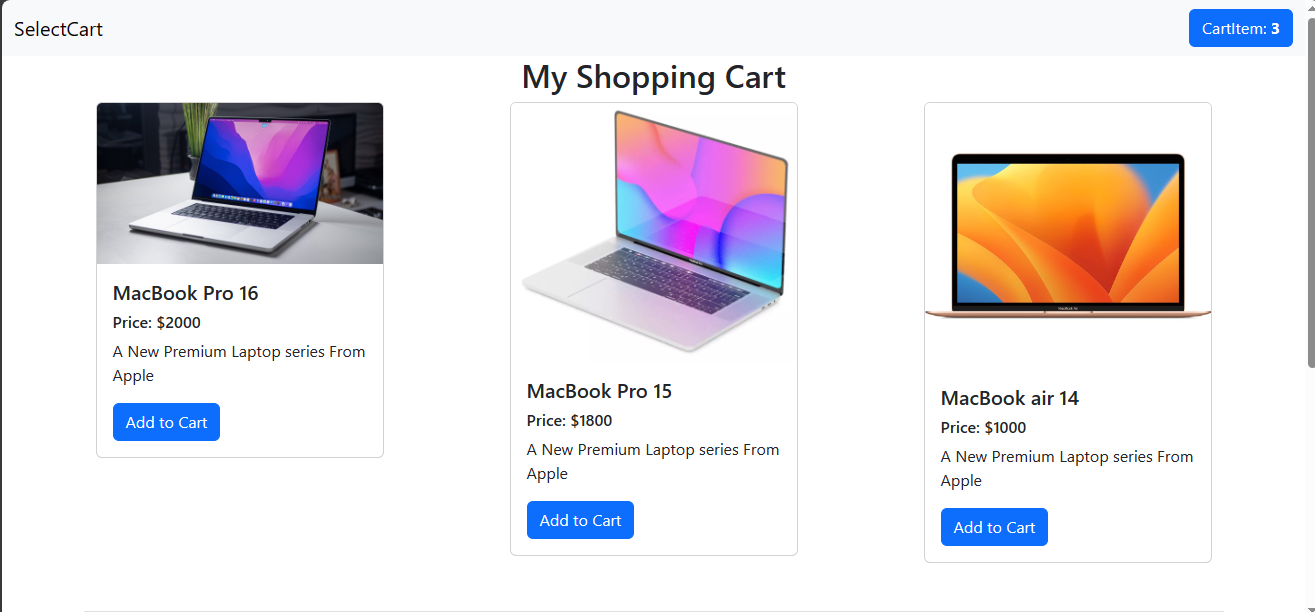 SelectCart
CartItem: 3
My Shopping Cart
MacBook Pro 16
Price: $2000
A New Premium Laptop series From
Apple
Add to Cart
MacBook Pro 15
Price: $1800
A New Premium Laptop series From
Apple
Add to Cart
MacBook air 14
Price: $1000
A New Premium Laptop series From
Apple
Add to Cart